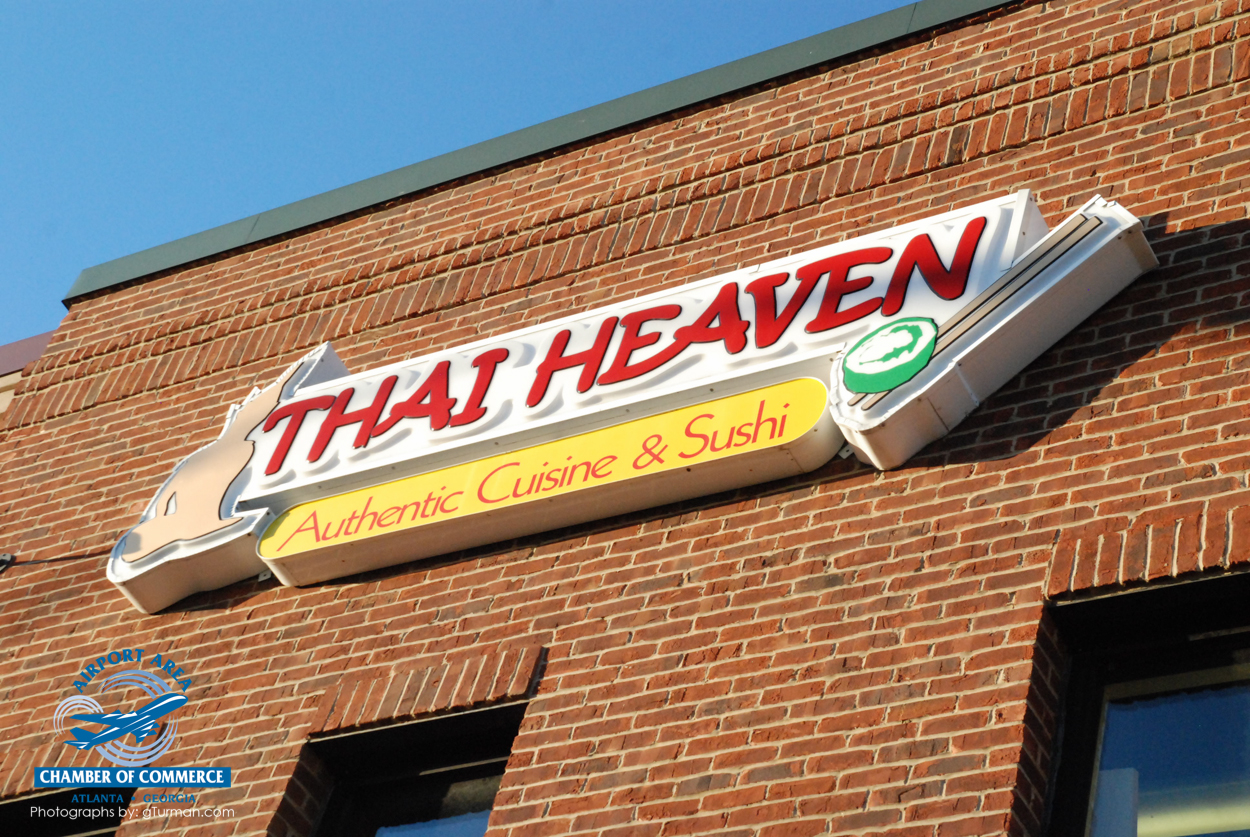 THAI HEAVEN
Authentic Cuisine & Sushi
AIRPORT AREA
CHAMBER OF COMMERCE
ATLANTA • GEORGIA
Photographs by: gTurman.com